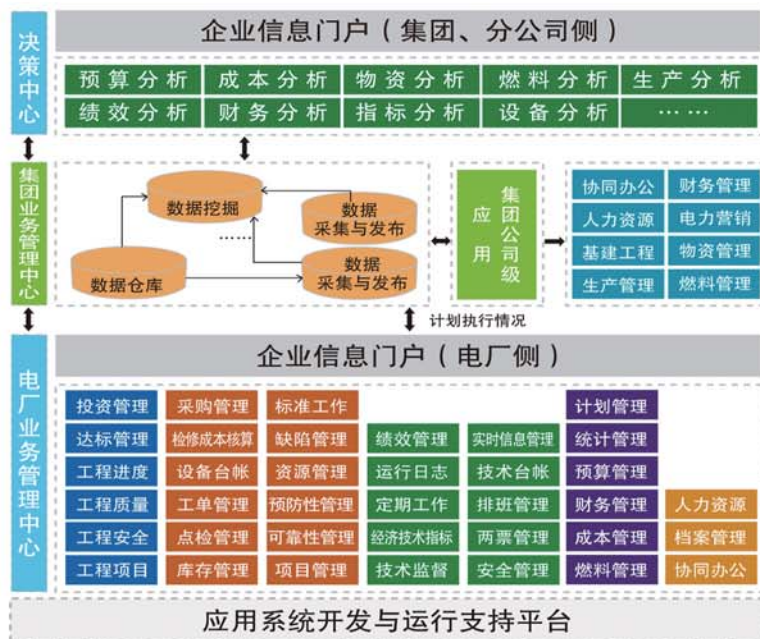 决策中心
企业信息门户（集团、分公司侧）
预算分析 成本分析 物资分析 燃料分析 生产分析
绩效分析 财务分析 指标分析 设备分析 ……
集团业务管理中心
数据挖掘
数据
采集与发布
……
数据仓库
数据
采集与发布
集团公司级
应用
协同办公 财务管理
人力资源 电力营销
基建工程 物资管理
生产管理 燃料管理
计划执行情况
电厂业务管理中心
企业信息门户（电厂侧）
投资管理 采购管理 标准工作 计划管理
达标管理 检修成本核算 缺陷管理 绩效管理 实时信息管理 统计管理
工程进度 设备台帐 资源管理 运行日志 技术台帐 预算管理
工程质量 工单管理 预防性管理 定期工作 排班管理 财务管理 人力资源
工程安全 点检管理 可靠性管理 经济技术指标 两票管理 成本管理 档案管理
工程项目 库存管理 项目管理 技术监督 安全管理 燃料管理 协同办公
应用系统开发与运行支持平台